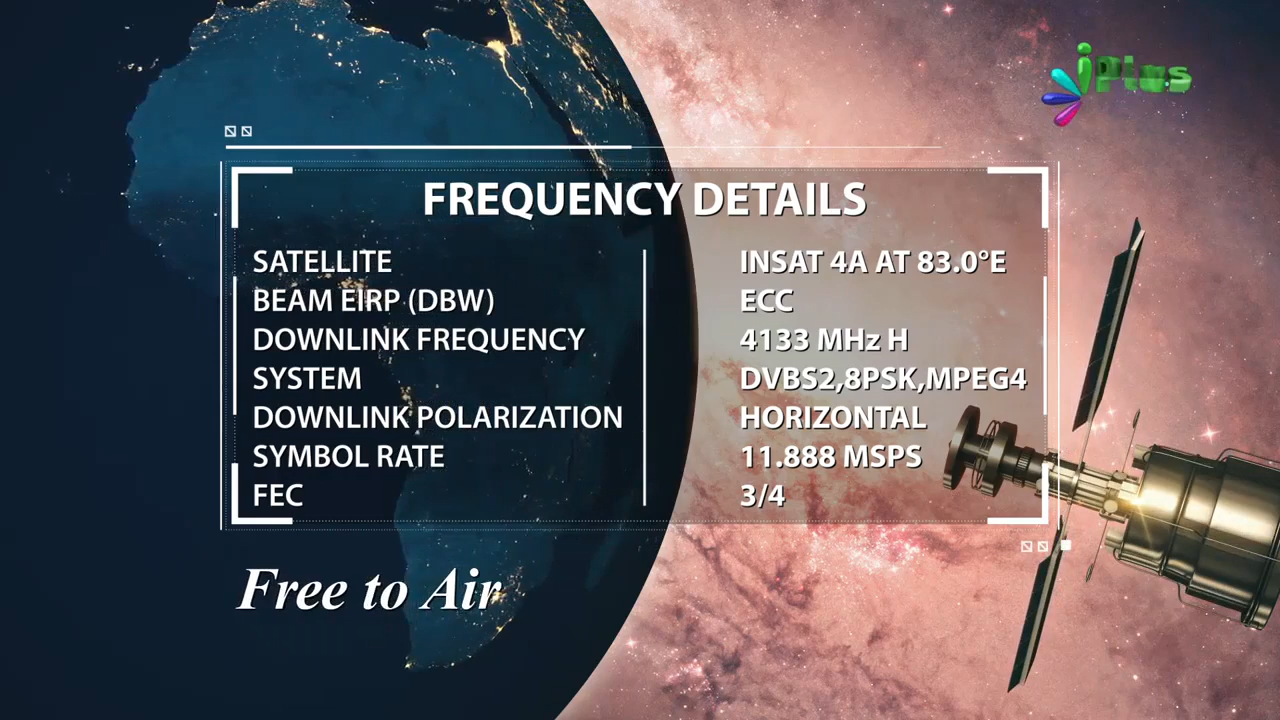 iPlus
FREQUENCY DETAILS
SATELLITE INSAT 4A AT 83.0°E
BEAM EIRP (DBW) ECC
DOWNLINK FREQUENCY 4133 MHz H
SYSTEM DVBS2,8PSK,MPEG4
DOWNLINK POLARIZATION HORIZONTAL
SYMBOL RATE 11.888 MSPS
FEC 3/4
Free to Air